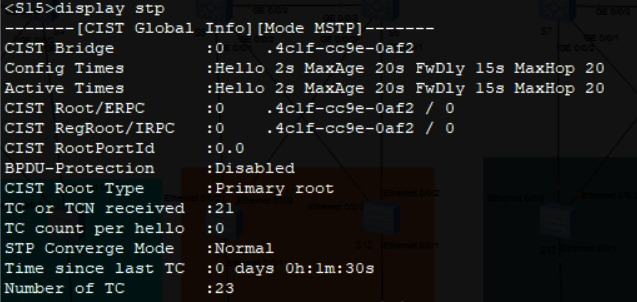 <S15>display stp
-------[CIST Global Info][Mode MSTP]-------
CIST Bridge         :0    .4c1f-cc9e-0af2
Config Times        :Hello 2s MaxAge 20s FwDly 15s MaxHop 20
Active Times        :Hello 2s MaxAge 20s FwDly 15s MaxHop 20
CIST Root/ERPC      :0    .4c1f-cc9e-0af2 / 0
CIST RegRoot/IRPC   :0    .4c1f-cc9e-0af2 / 0
CIST RootPortId     :0.0
BPDU-Protection     :Disabled
CIST Root Type      :Primary root
TC or TCN received  :21
TC count per hello  :0
STP Converge Mode   :Normal
Time since last TC  :0 days 0h:1m:30s
Number of TC        :23